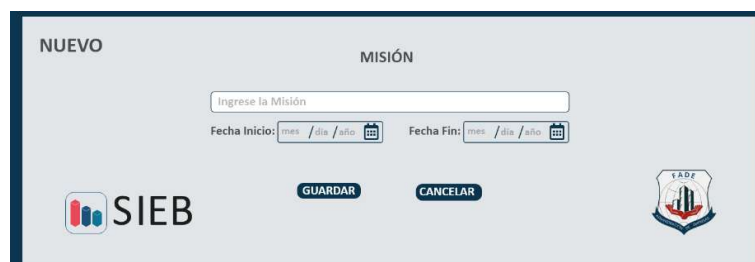 NUEVO
MISIÓN
Ingrese la Misión
Fecha Inicio: mes / día / año Fecha Fin: mes / día / año
GUARDAR CANCELAR
SIEB
FADE